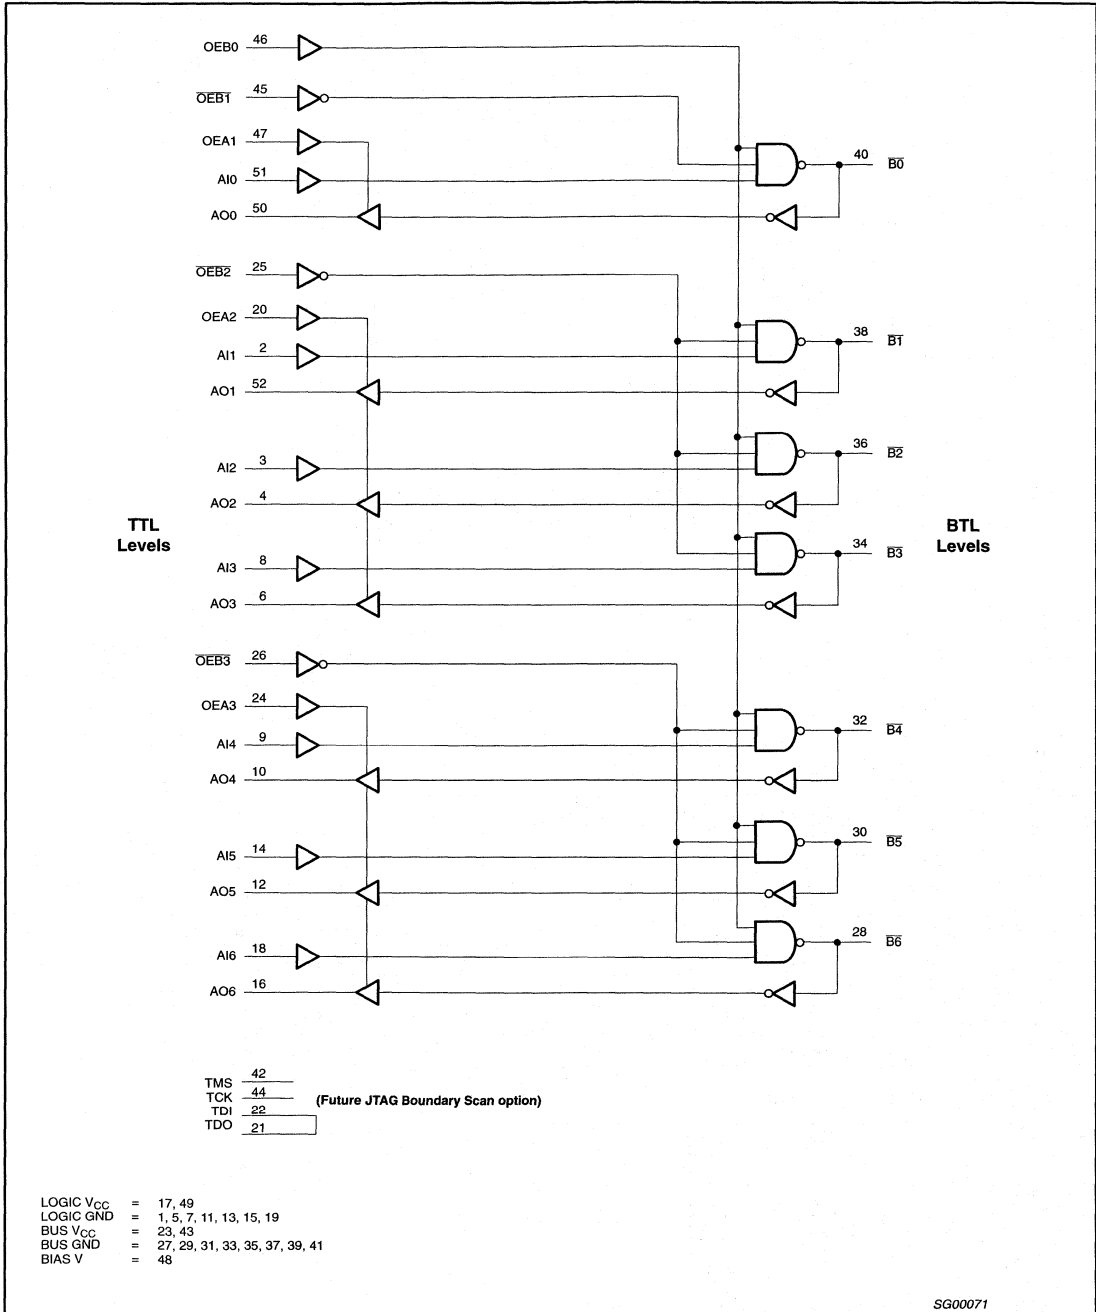 OEB0 46
OEB1 45
OEA1 47
40 B0
AI0 51
AO0 50
OEB2 25
OEA2 20
38 B1
AI1 2
AO1 52
36 B2
AI2 3
AO2 4
TTL Levels
BTL Levels
34 B3
AI3 8
AO3 6
OEB3 26
OEA3 24
32 B4
AI4 9
AO4 10
30 B5
AI5 14
AO5 12
28 B6
AI6 18
AO6 16
TMS 42
TCK 44
(Future JTAG Boundary Scan option)
TDI 22
TDO 21
LOGIC VCC = 17, 49
LOGIC GND = 1, 5, 7, 11, 13, 15, 19
BUS VCC = 23, 43
BUS GND = 27, 29, 31, 33, 35, 37, 39, 41
BIAS V = 48
SG00071